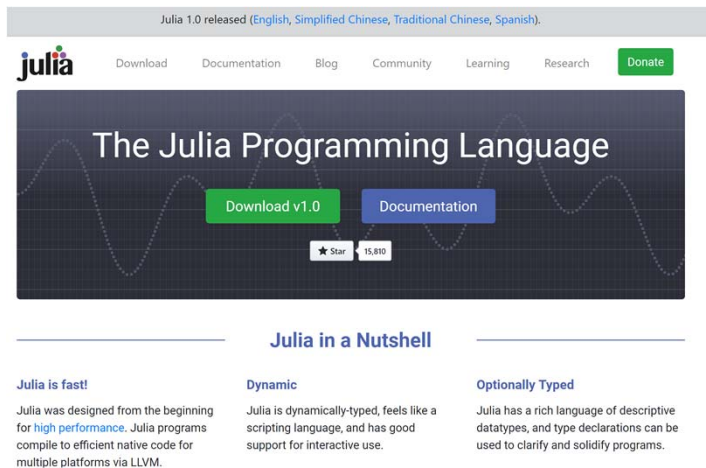 Julia 1.0 released (English, Simplified Chinese, Traditional Chinese, Spanish).
julia Download Documentation Blog Community Learning Research Donate
The Julia Programming Language
Download v1.0 Documentation
Star 15,810
Julia in a Nutshell
Julia is fast!
Julia was designed from the beginning
for high performance. Julia programs
compile to efficient native code for
multiple platforms via LLVM.
Dynamic
Julia is dynamically-typed, feels like a
scripting language, and has good
support for interactive use.
Optionally Typed
Julia has a rich language of descriptive
datatypes, and type declarations can be
used to clarify and solidify programs.